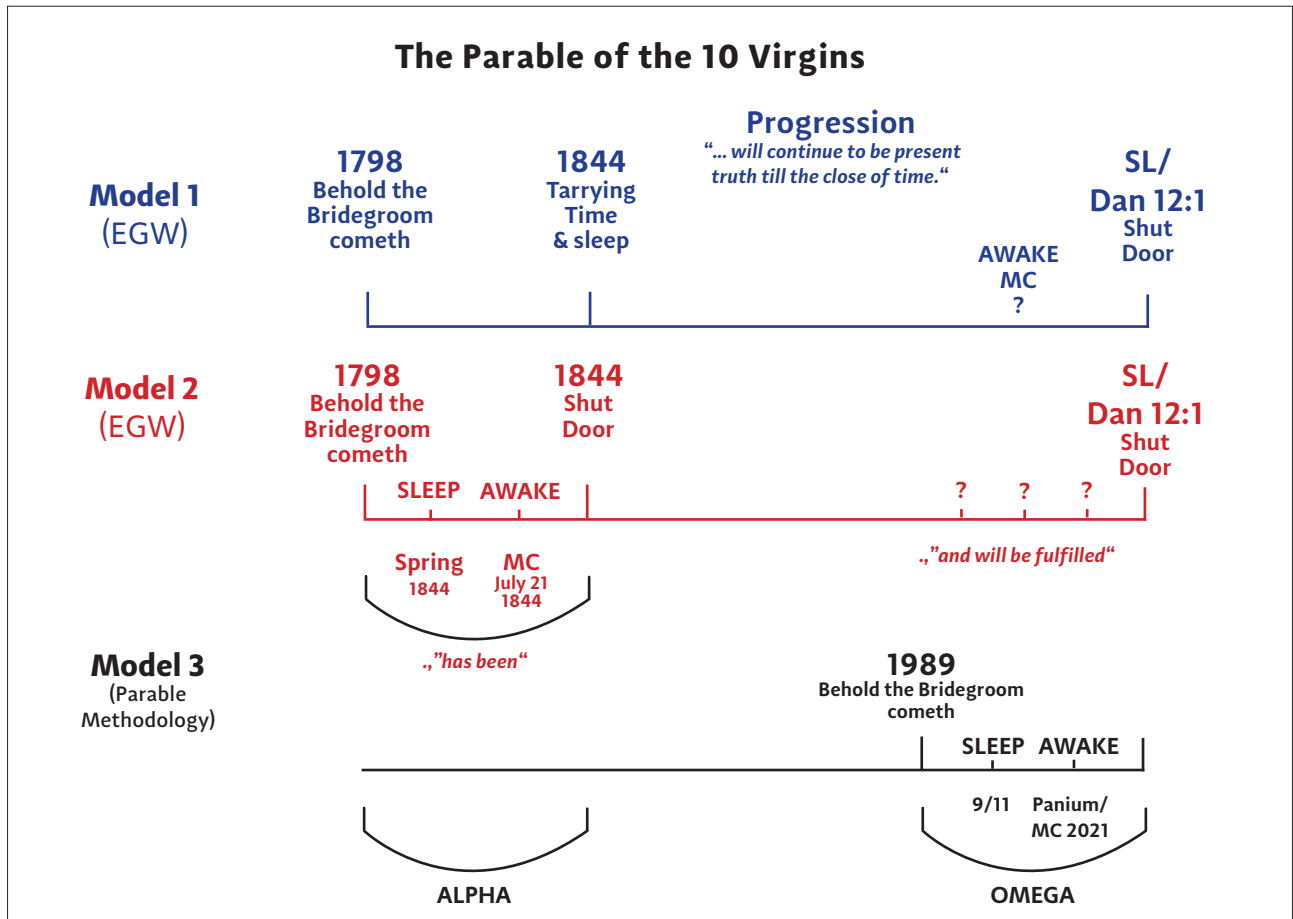 The Parable of the 10 Virgins
Model 1
(EGW)
1798
Behold the
Bridegroom
cometh
1844
Tarrying
Time
& sleep
Progression
“... will continue to be present
truth till the close of time.“
AWAKE
MC
?
SL/
Dan 12:1
Shut
Door
Model 2
(EGW)
1798
Behold the
Bridegroom
cometh
1844
Shut
Door
SL/
Dan 12:1
Shut
Door
SLEEP AWAKE
? ? ?
Spring
1844
MC
July 21
1844
.,”has been“
.,”and will be fulfilled“
Model 3
(Parable
Methodology)
1989
Behold the Bridegroom
cometh
SLEEP AWAKE
9/11
Panium/
MC 2021
ALPHA
OMEGA